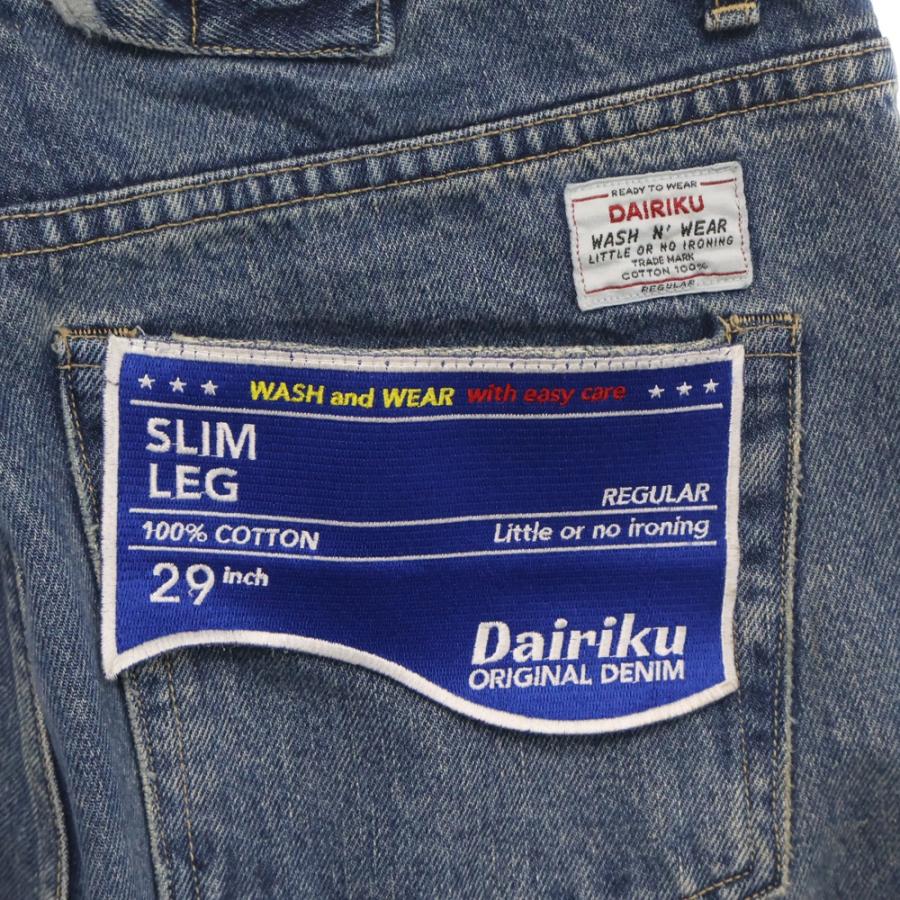 READY TO WEAR
DAIRIKU
WASH N' WEAR
LITTLE OR NO IRONING
TRADE MARK
COTTON 100%
REGULAR
WASH and WEAR with easy care
SLIM
LEG
REGULAR
100% COTTON
Little or no ironing
29 inch
Dairiku
ORIGINAL DENIM